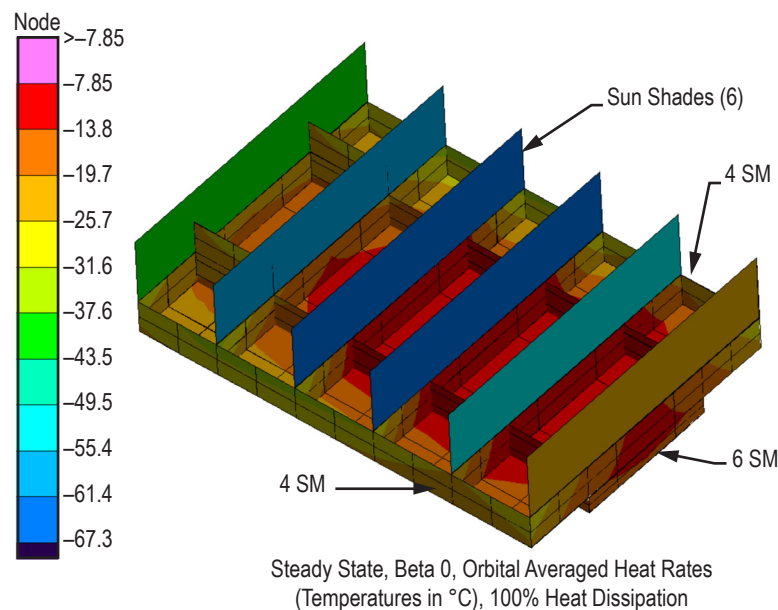 Node
>–7.85
–7.85
–13.8
–19.7
–25.7
–31.6
–37.6
–43.5
–49.5
–55.4
–61.4
–67.3
Sun Shades (6)
4 SM
6 SM
4 SM
Steady State, Beta 0, Orbital Averaged Heat Rates
(Temperatures in °C), 100% Heat Dissipation